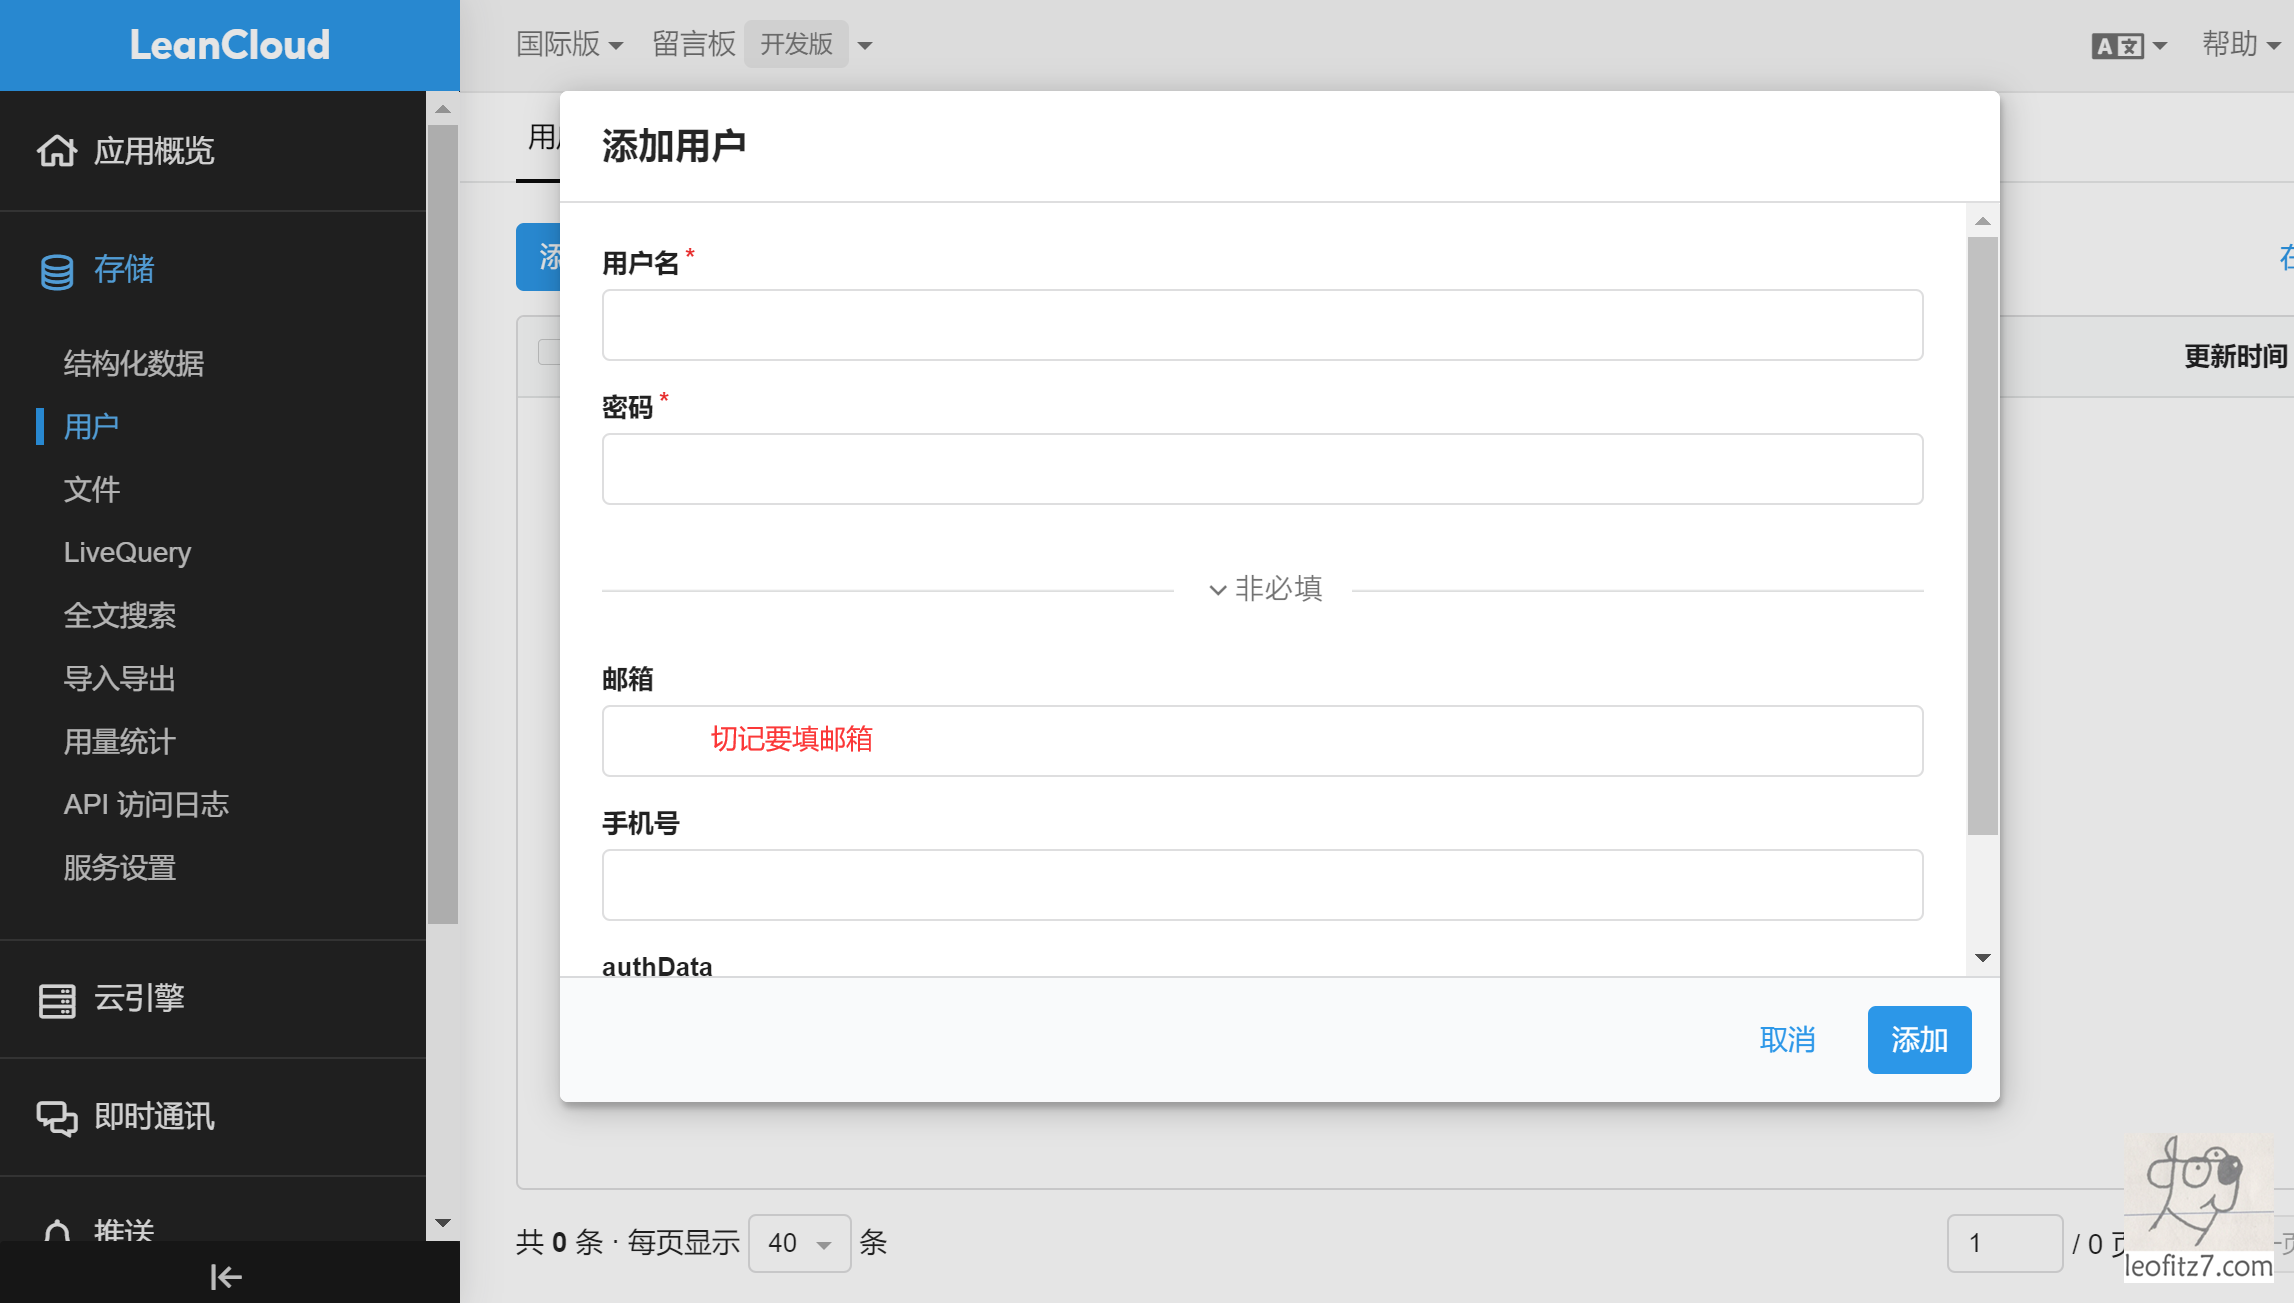 LeanCloud
国际版 留言板 开发版
帮助
应用概览
存储
结构化数据
用户
文件
LiveQuery
全文搜索
导入导出
用量统计
API 访问日志
服务设置
云引擎
即时通讯
推送
添加用户
用户名 *
密码 *
非必填
邮箱
切记要填邮箱
手机号
authData
取消 添加
更新时间
共 0 条 · 每页显示 40 条
1 / 0
dog
leofitz7.com